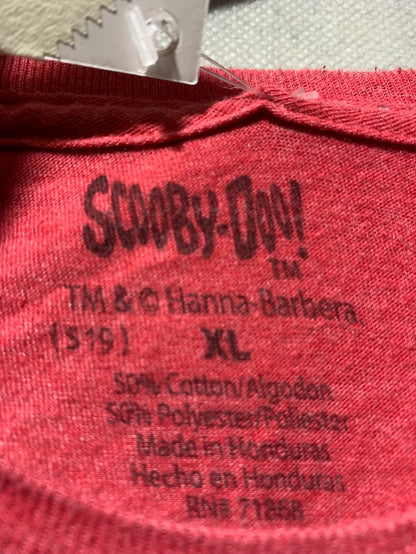 SCOOBY-DOO!
TM
TM & © Hanna-Barbera
(S19) XL
50% Cotton/Algodon
50% Polyester/Poliester
Made in Honduras
Hecho en Honduras
RN# 71868